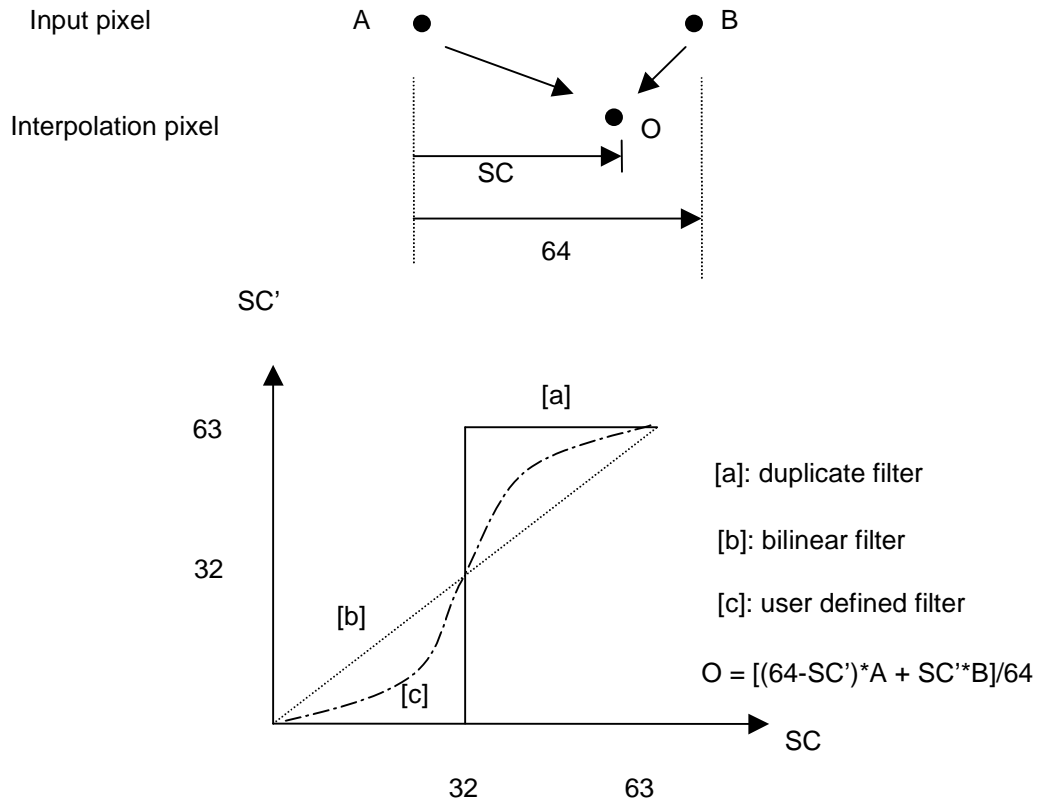 Input pixel A B
Interpolation pixel O
SC
64
SC’
[a]
63
[a]: duplicate filter
[b]: bilinear filter
32
[c]: user defined filter
[b]
O = [(64-SC’)*A + SC’*B]/64
[c]
SC
32 63